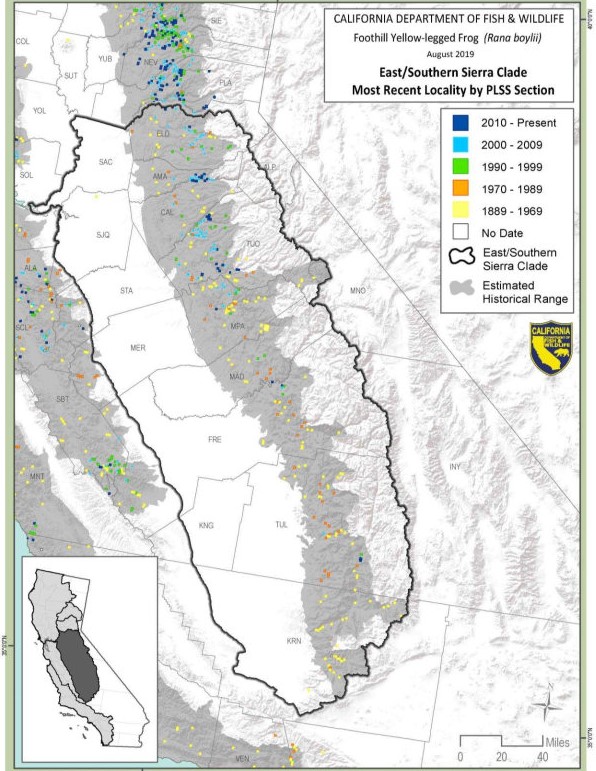 CALIFORNIA DEPARTMENT OF FISH & WILDLIFE
Foothill Yellow-legged Frog (Rana boylii)
August 2019
East/Southern Sierra Clade
Most Recent Locality by PLSS Section
2010 - Present
2000 - 2009
1990 - 1999
1970 - 1989
1889 - 1969
No Date
East/Southern
Sierra Clade
Estimated
Historical Range
CALIFORNIA
FISH &
WILDLIFE
COL
SIE
YUB
NEV
SUT
PLA
YOL
ELD
SAC
ALP
SOL
AMA
CAL
SJQ
TUO
ALA
STA
MNO
SCL
MPA
MER
MAD
SBT
FRE
INY
MNT
KNG
TUL
KRN
VEN
0 20 40
Miles